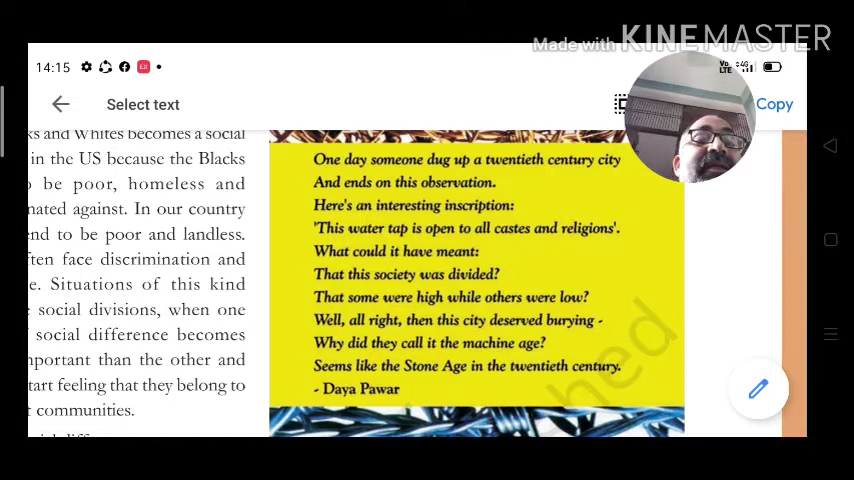 Made with KINEMASTER
14:15
Vo LTE 4G
Select text
Copy
and Whites becomes a social
in the US because the Blacks
be poor, homeless and
against. In our country
to be poor and landless.
face discrimination and
Situations of this kind
social divisions, when one
social difference becomes
than the other and
feeling that they belong to
communities.
One day someone dug up a twentieth century city
And ends on this observation.
Here's an interesting inscription:
'This water tap is open to all castes and religions'.
What could it have meant:
That this society was divided?
That some were high while others were low?
Well, all right, then this city deserved burying -
Why did they call it the machine age?
Seems like the Stone Age in the twentieth century.
- Daya Pawar